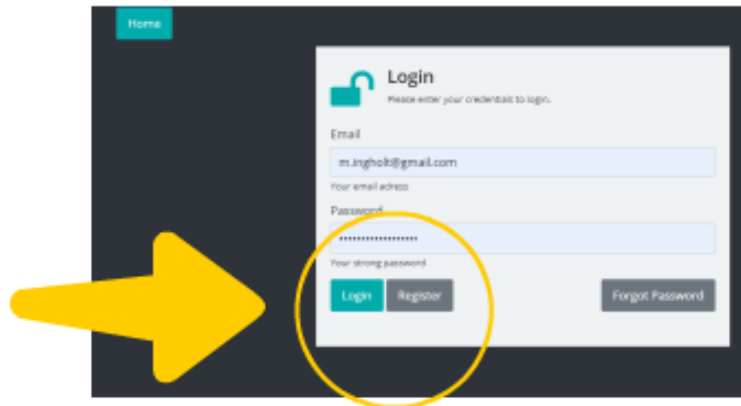 Home
Login
Please enter your credentials to login.
Email
m.ingholt@gmail.com
Your email adress
Password
••••••••••••••••••
Your strong password
Login Register Forgot Password